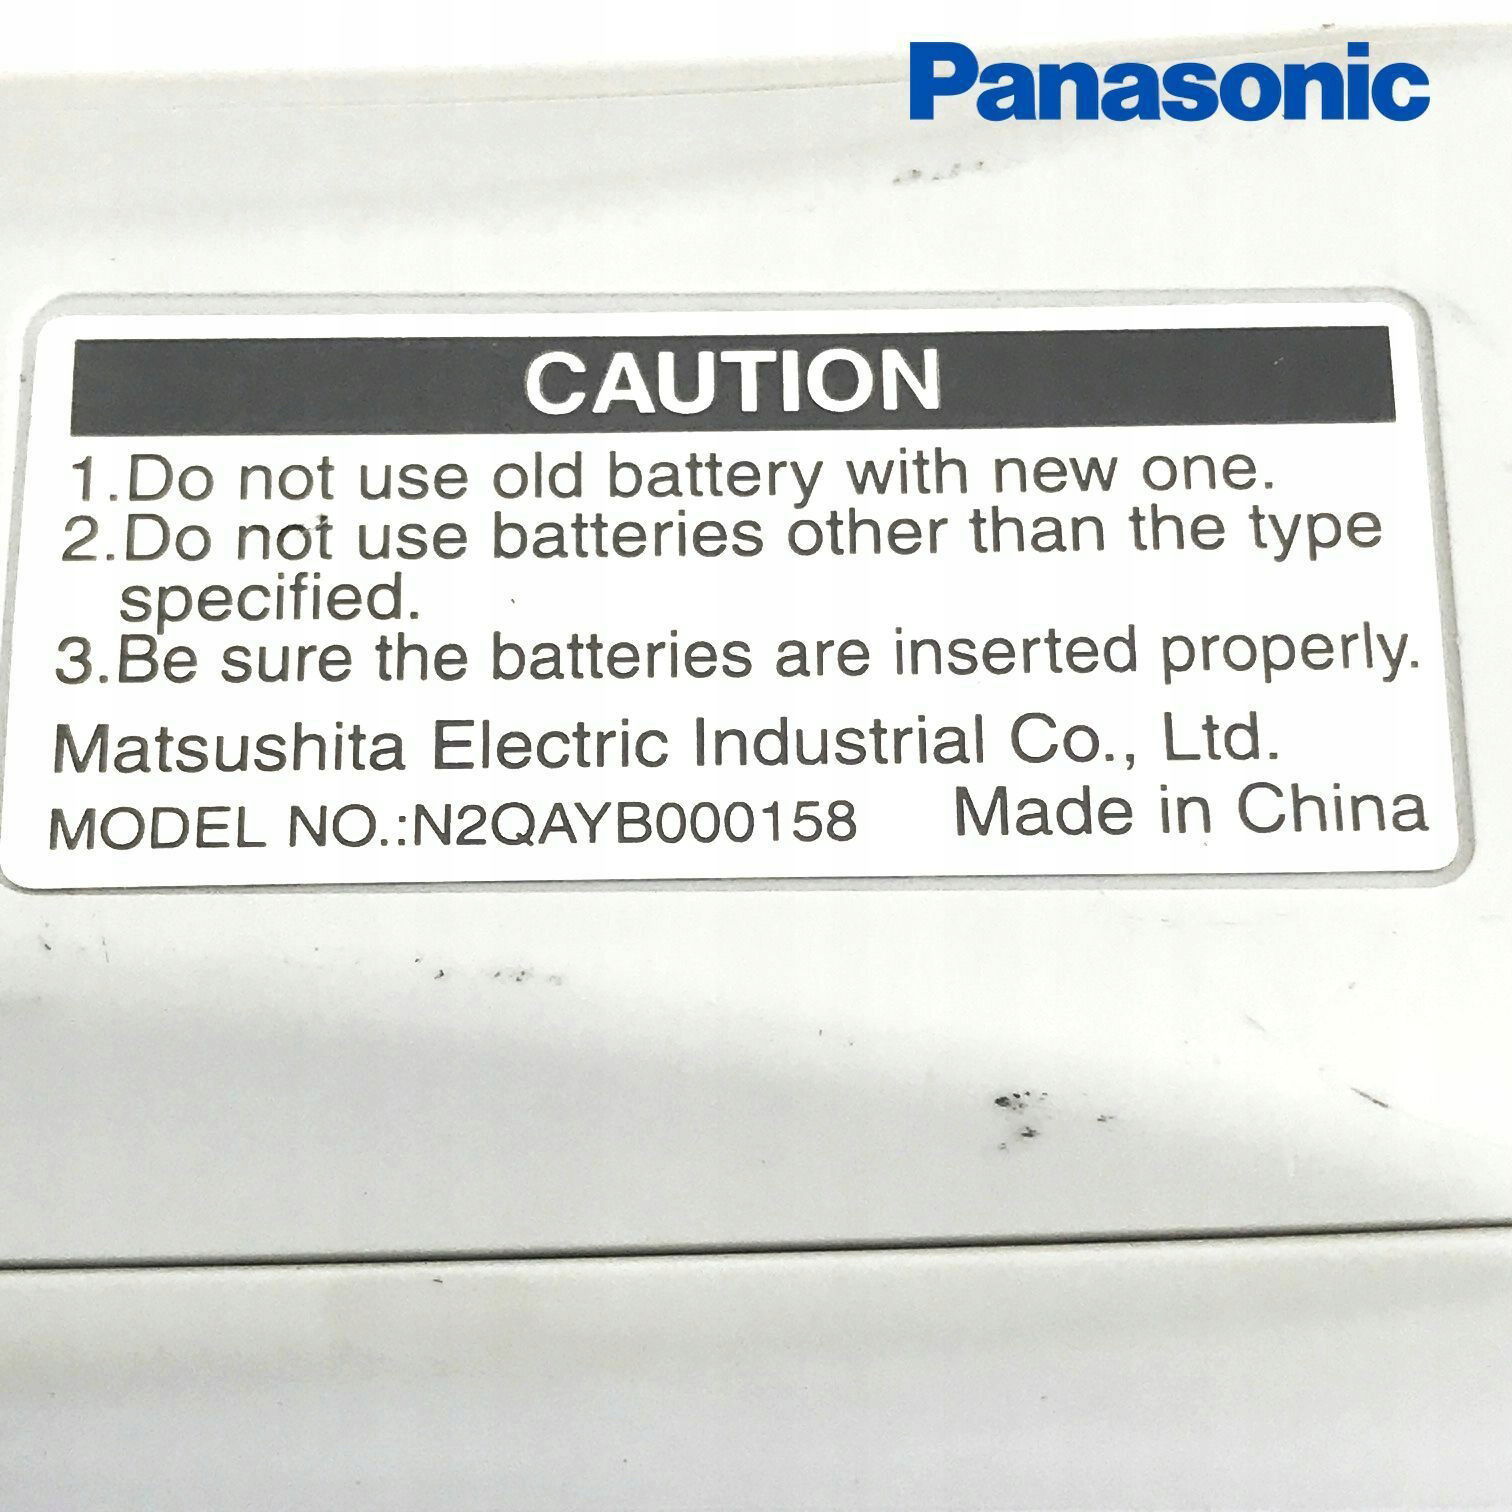 Panasonic
CAUTION
1.Do not use old battery with new one.
2.Do not use batteries other than the type
specified.
3.Be sure the batteries are inserted properly.
Matsushita Electric Industrial Co., Ltd.
MODEL NO.:N2QAYB000158 Made in China